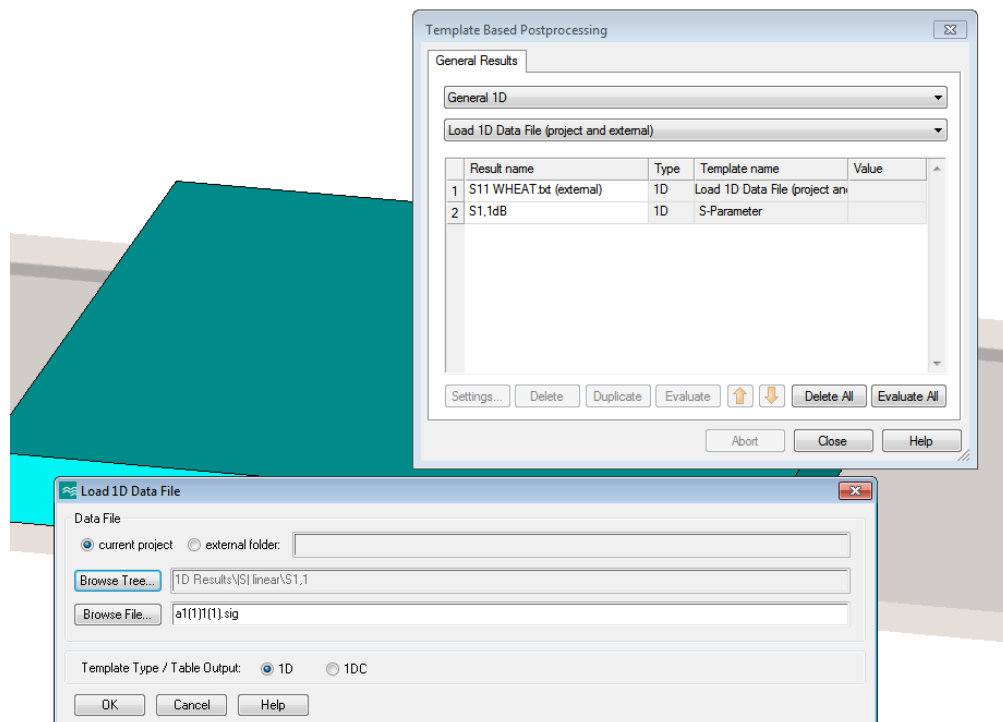 Template Based Postprocessing
General Results
General 1D
Load 1D Data File (project and external)
Result name Type Template name Value
1 S11 WHEAT.txt (external) 1D Load 1D Data File (project an
2 S1,1dB 1D S-Parameter
Settings... Delete Duplicate Evaluate Delete All Evaluate All
Abort Close Help
Load 1D Data File
Data File
current project external folder:
Browse Tree... 1D Results\|S| linear\S1,1
Browse File... a1(1)1(1).sig
Template Type / Table Output: 1D 1DC
OK Cancel Help